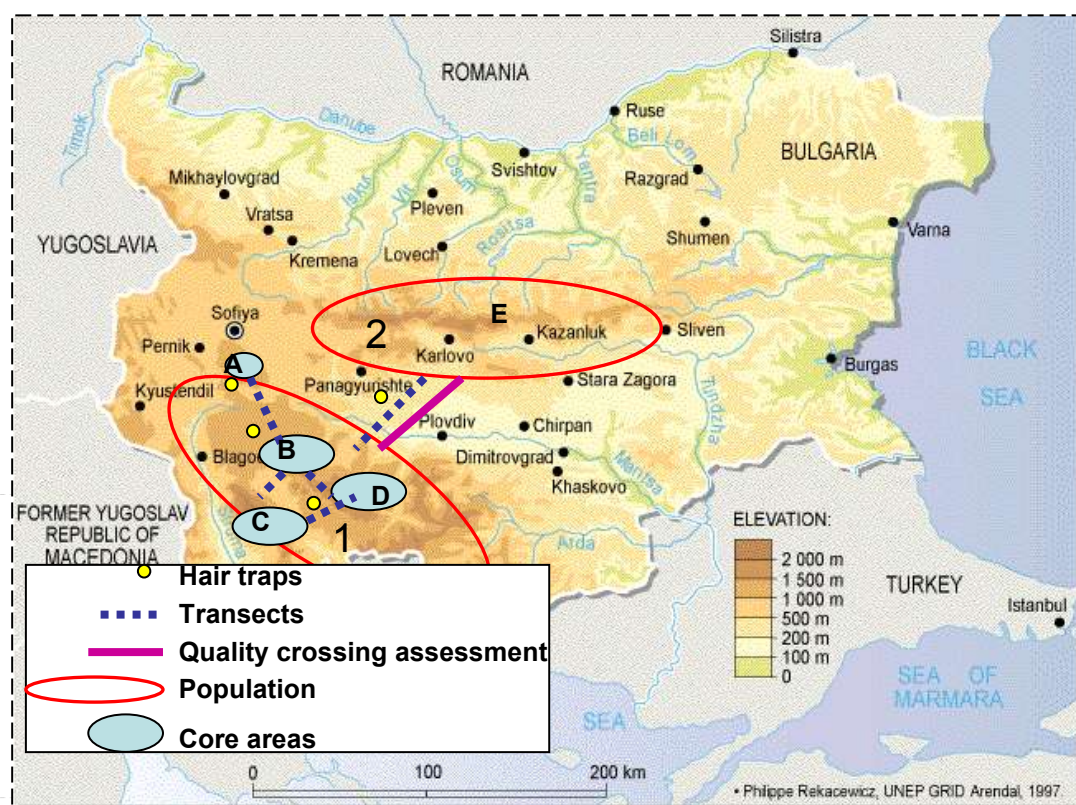 Silistra
ROMANIA
Ruse
Timok
Danube
Beli Lom
BULGARIA
Svishtov
Mikhaylovgrad
Iskut
Vit
Osum
Yantra
Razgrad
Pleven
Vratsa
Rositsa
Shumen
Varna
YUGOSLAVIA
Kremena
Lovech
Sofiya
E
2
Kazanluk
Sliven
Pernik
Karlovo
BLACK
SEA
A
Burgas
Kyustendil
Panagyurishte
Stara Zagora
Tundzha
Plovdiv
Chirpan
B
Blago
Dimitrovgrad
Maritsa
Khaskovo
D
FORMER YUGOSLAV
REPUBLIC OF
MACEDONIA
C
1
Arda
ELEVATION:
2 000 m
1 500 m
1 000 m
500 m
200 m
100 m
0
TURKEY
Istanbul
Hair traps
Transects
Quality crossing assessment
Population
Core areas
SEA OF
MARMARA
SEA
0 100 200 km
• Philippe Rekacewicz, UNEP GRID Arendal, 1997.